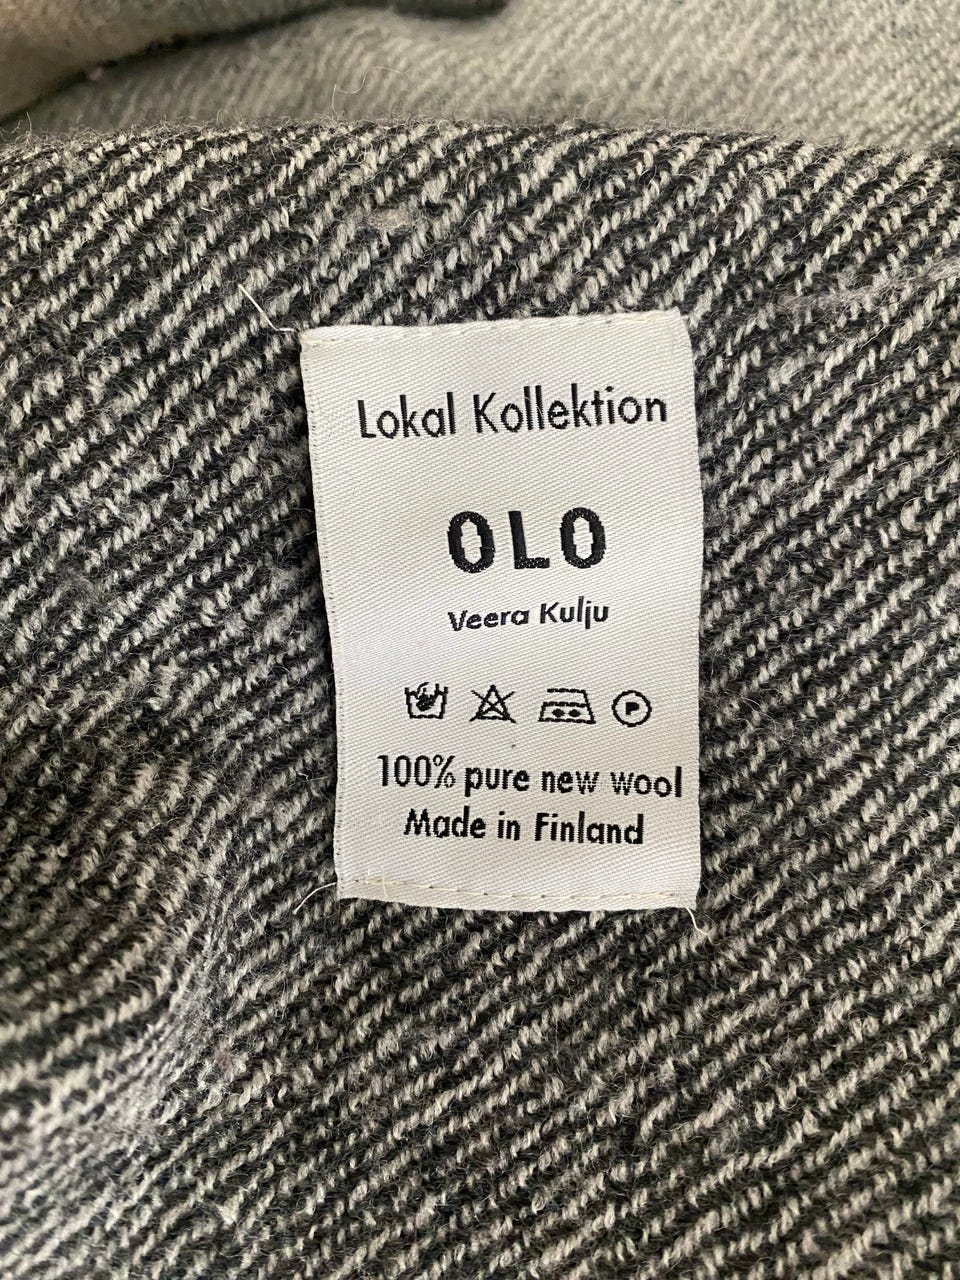 Lokal Kollektion
OLO
Veera Kulju
P
100% pure new wool
Made in Finland